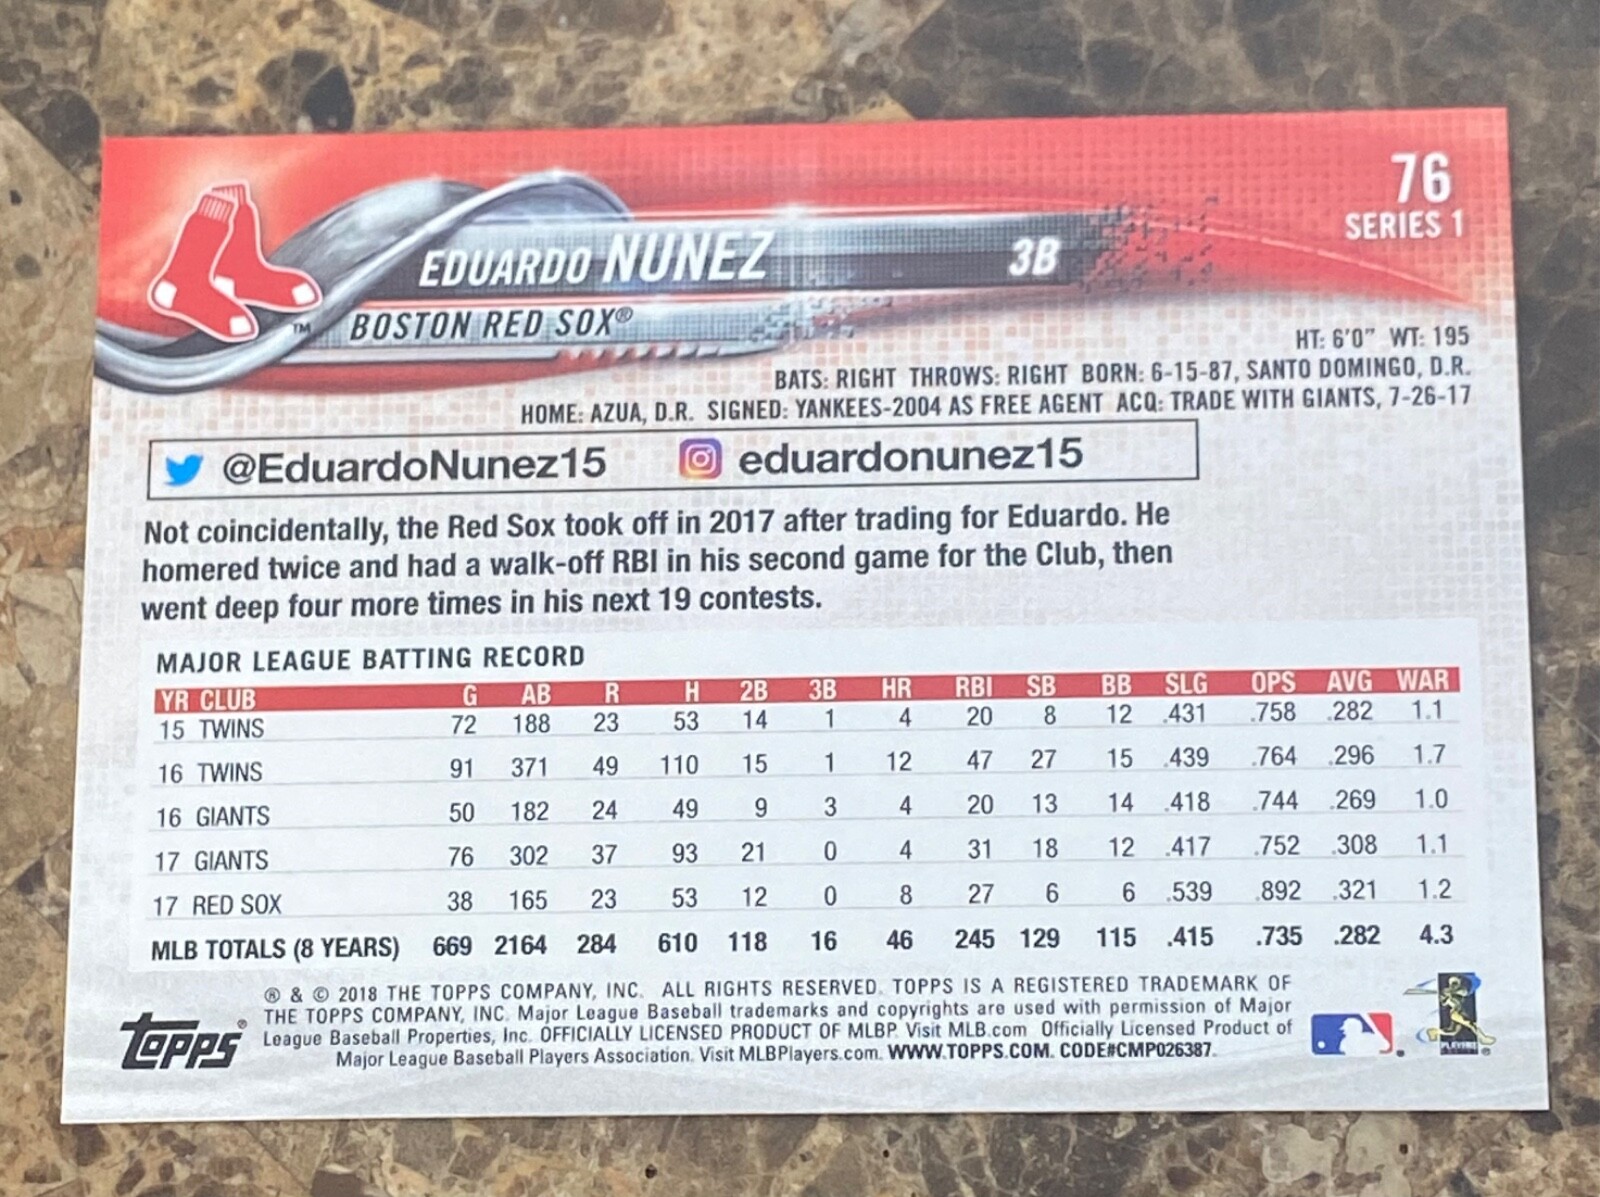 76
SERIES 1
EDUARDO NUNEZ 3B
BOSTON RED SOX®
™
HT: 6'0" WT: 195
BATS: RIGHT THROWS: RIGHT BORN: 6-15-87, SANTO DOMINGO, D.R.
HOME: AZUA, D.R. SIGNED: YANKEES-2004 AS FREE AGENT ACQ: TRADE WITH GIANTS, 7-26-17
@EduardoNunez15 eduardonunez15
Not coincidentally, the Red Sox took off in 2017 after trading for Eduardo. He
homered twice and had a walk-off RBI in his second game for the Club, then
went deep four more times in his next 19 contests.
MAJOR LEAGUE BATTING RECORD
YR CLUB G AB R H 2B 3B HR RBI SB BB SLG OPS AVG WAR
15 TWINS 72 188 23 53 14 1 4 20 8 12 .431 .758 .282 1.1
16 TWINS 91 371 49 110 15 1 12 47 27 15 .439 .764 .296 1.7
16 GIANTS 50 182 24 49 9 3 4 20 13 14 .418 .744 .269 1.0
17 GIANTS 76 302 37 93 21 0 4 31 18 12 .417 .752 .308 1.1
17 RED SOX 38 165 23 53 12 0 8 27 6 6 .539 .892 .321 1.2
MLB TOTALS (8 YEARS) 669 2164 284 610 118 16 46 245 129 115 .415 .735 .282 4.3
® & © 2018 THE TOPPS COMPANY, INC. ALL RIGHTS RESERVED. TOPPS IS A REGISTERED TRADEMARK OF
THE TOPPS COMPANY, INC. Major League Baseball trademarks and copyrights are used with permission of Major
League Baseball Properties, Inc. OFFICIALLY LICENSED PRODUCT OF MLBP. Visit MLB.com Officially Licensed Product of
Major League Baseball Players Association. Visit MLBPlayers.com. WWW.TOPPS.COM. CODE#CMP026387.
Topps®
PLAYERS